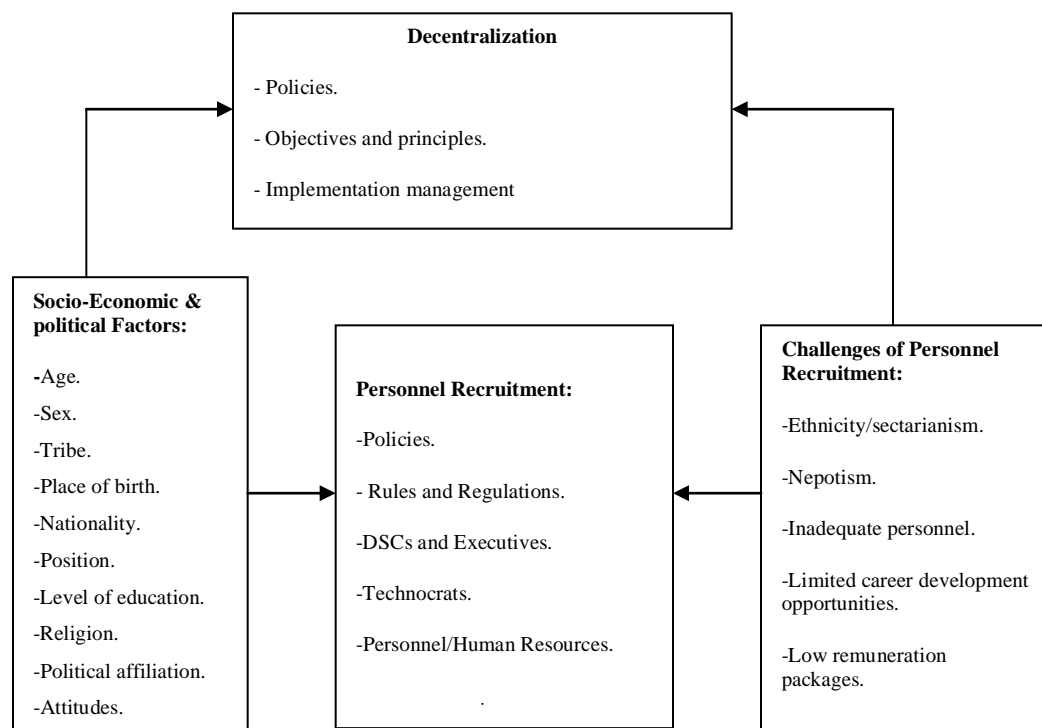 Decentralization
- Policies.
- Objectives and principles.
- Implementation management
Socio-Economic &
political Factors:
-Age.
-Sex.
-Tribe.
-Place of birth.
-Nationality.
-Position.
-Level of education.
-Religion.
-Political affiliation.
-Attitudes.
Personnel Recruitment:
-Policies.
- Rules and Regulations.
-DSCs and Executives.
-Technocrats.
-Personnel/Human Resources.
.
Challenges of Personnel
Recruitment:
-Ethnicity/sectarianism.
-Nepotism.
-Inadequate personnel.
-Limited career development
opportunities.
-Low remuneration
packages.